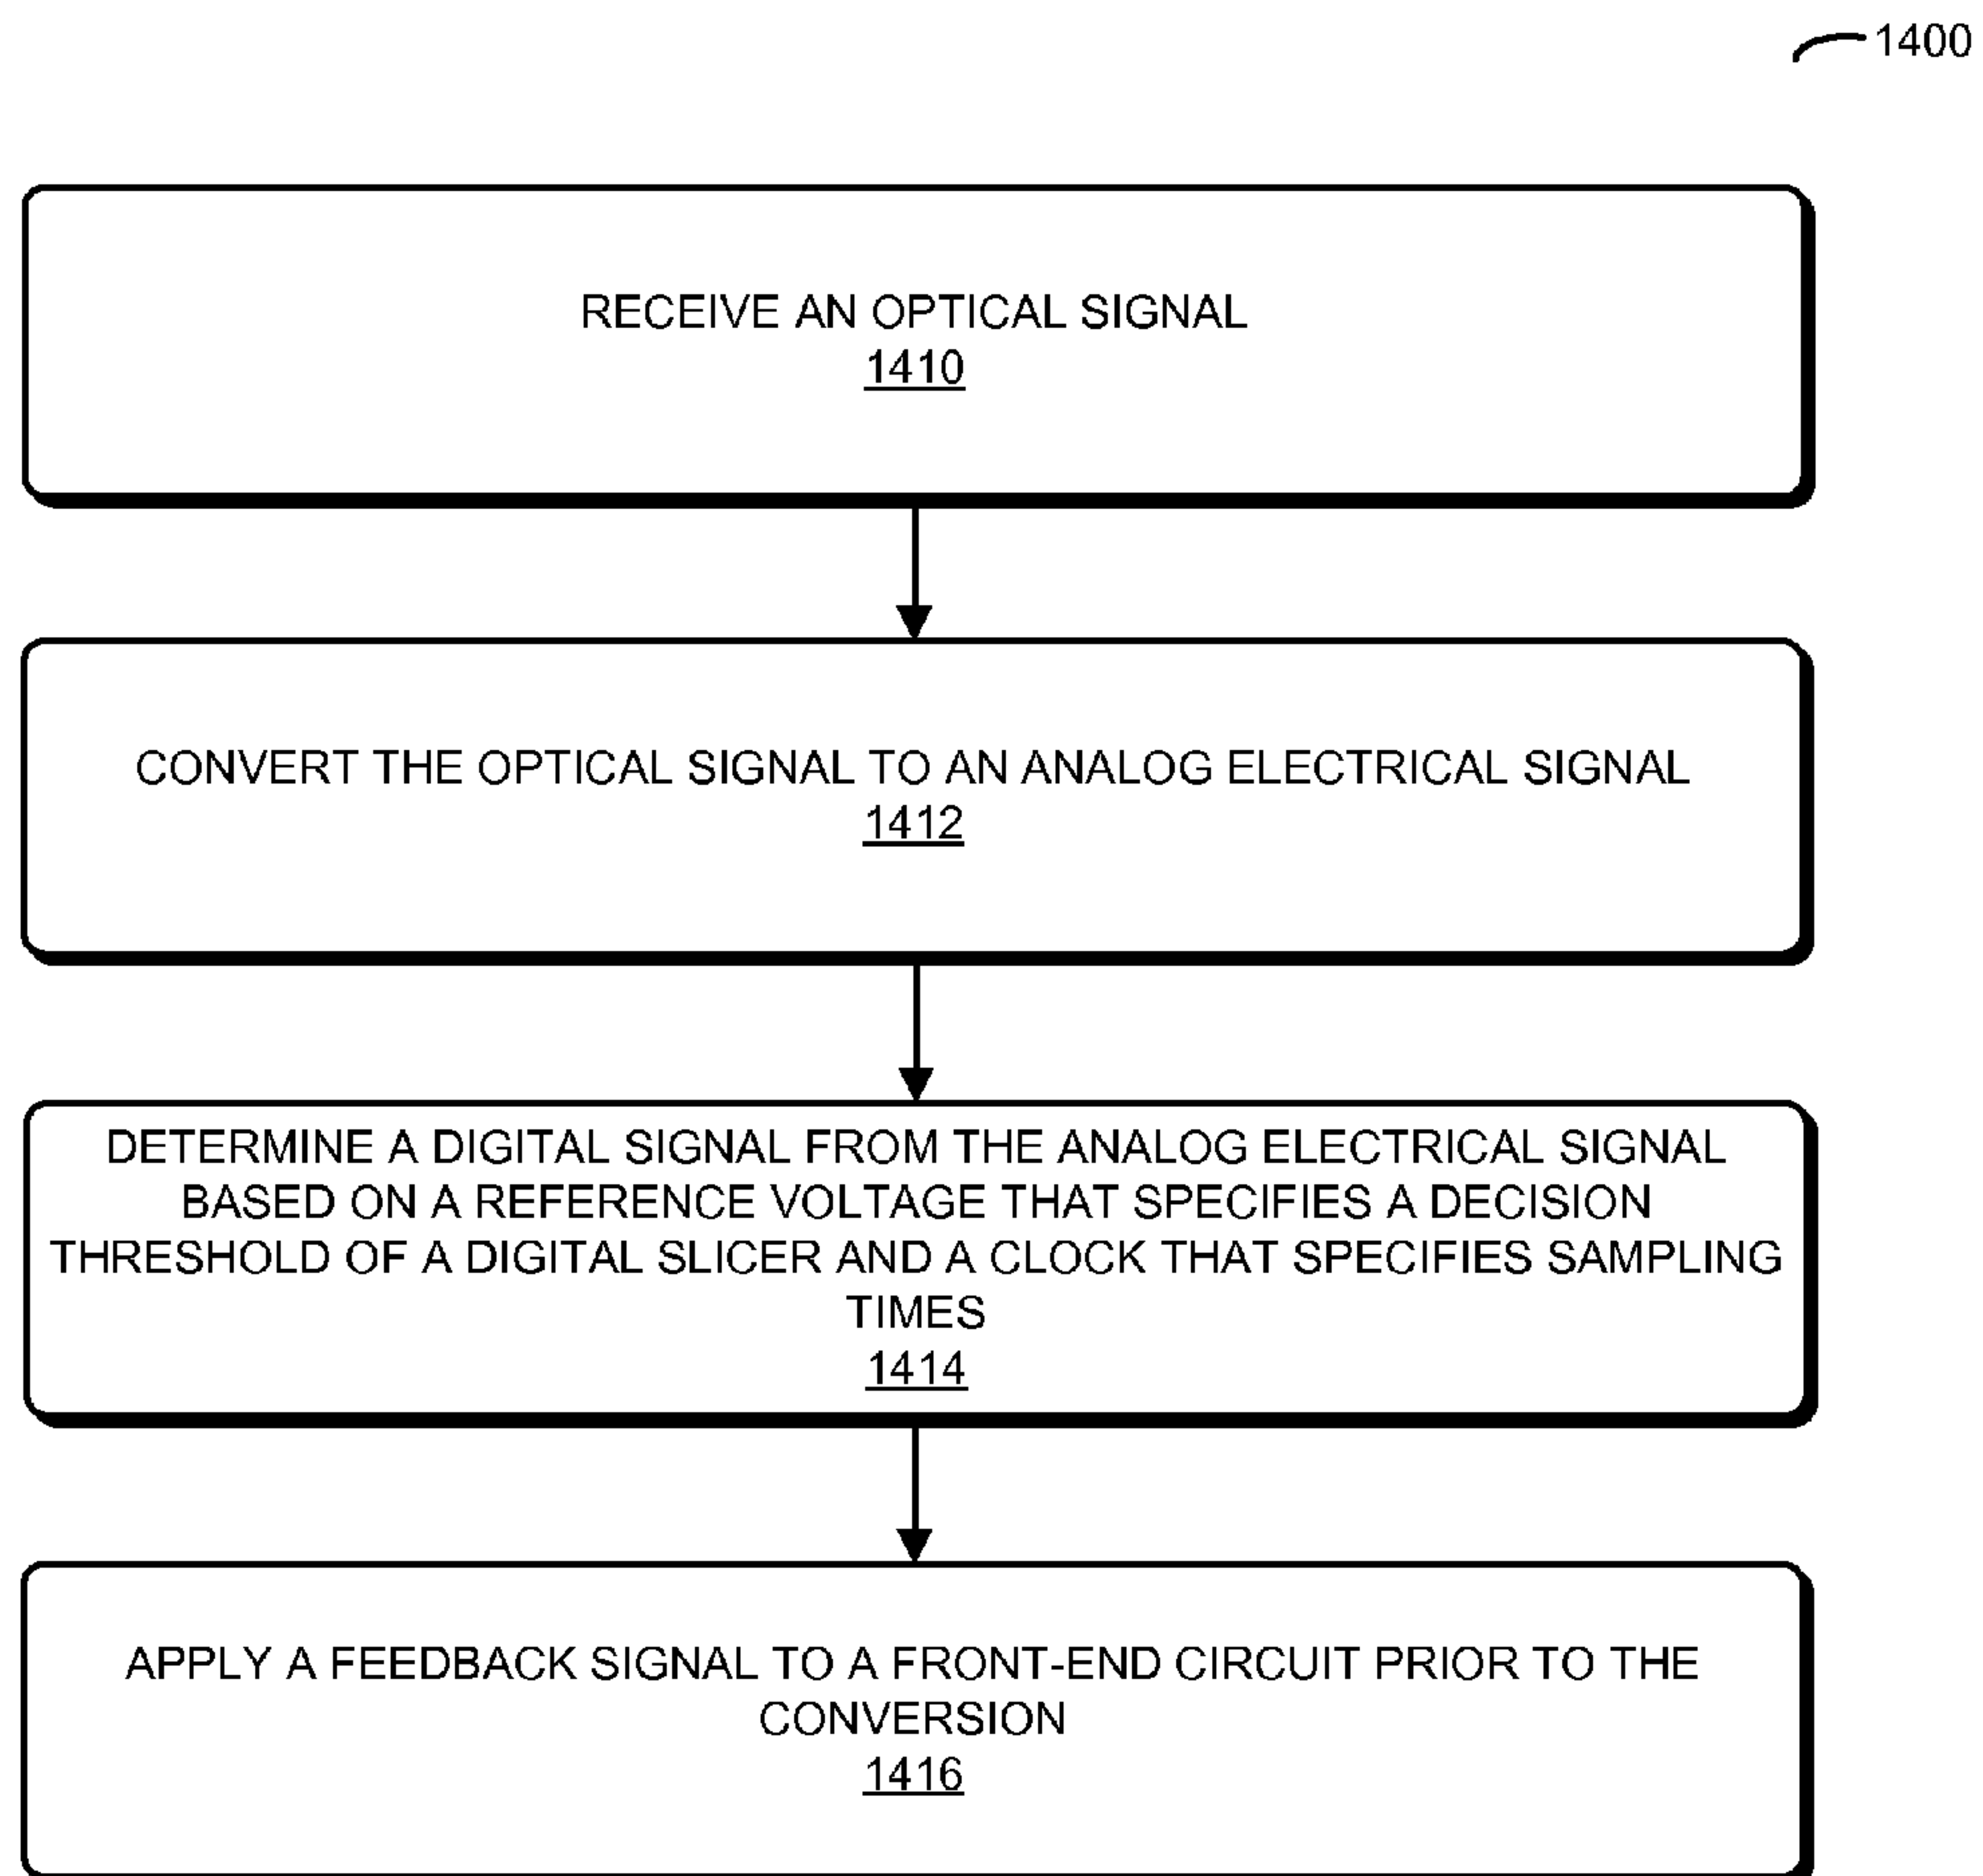 1400
RECEIVE AN OPTICAL SIGNAL
1410
CONVERT THE OPTICAL SIGNAL TO AN ANALOG ELECTRICAL SIGNAL
1412
DETERMINE A DIGITAL SIGNAL FROM THE ANALOG ELECTRICAL SIGNAL
BASED ON A REFERENCE VOLTAGE THAT SPECIFIES A DECISION
THRESHOLD OF A DIGITAL SLICER AND A CLOCK THAT SPECIFIES SAMPLING
TIMES
1414
APPLY A FEEDBACK SIGNAL TO A FRONT-END CIRCUIT PRIOR TO THE
CONVERSION
1416